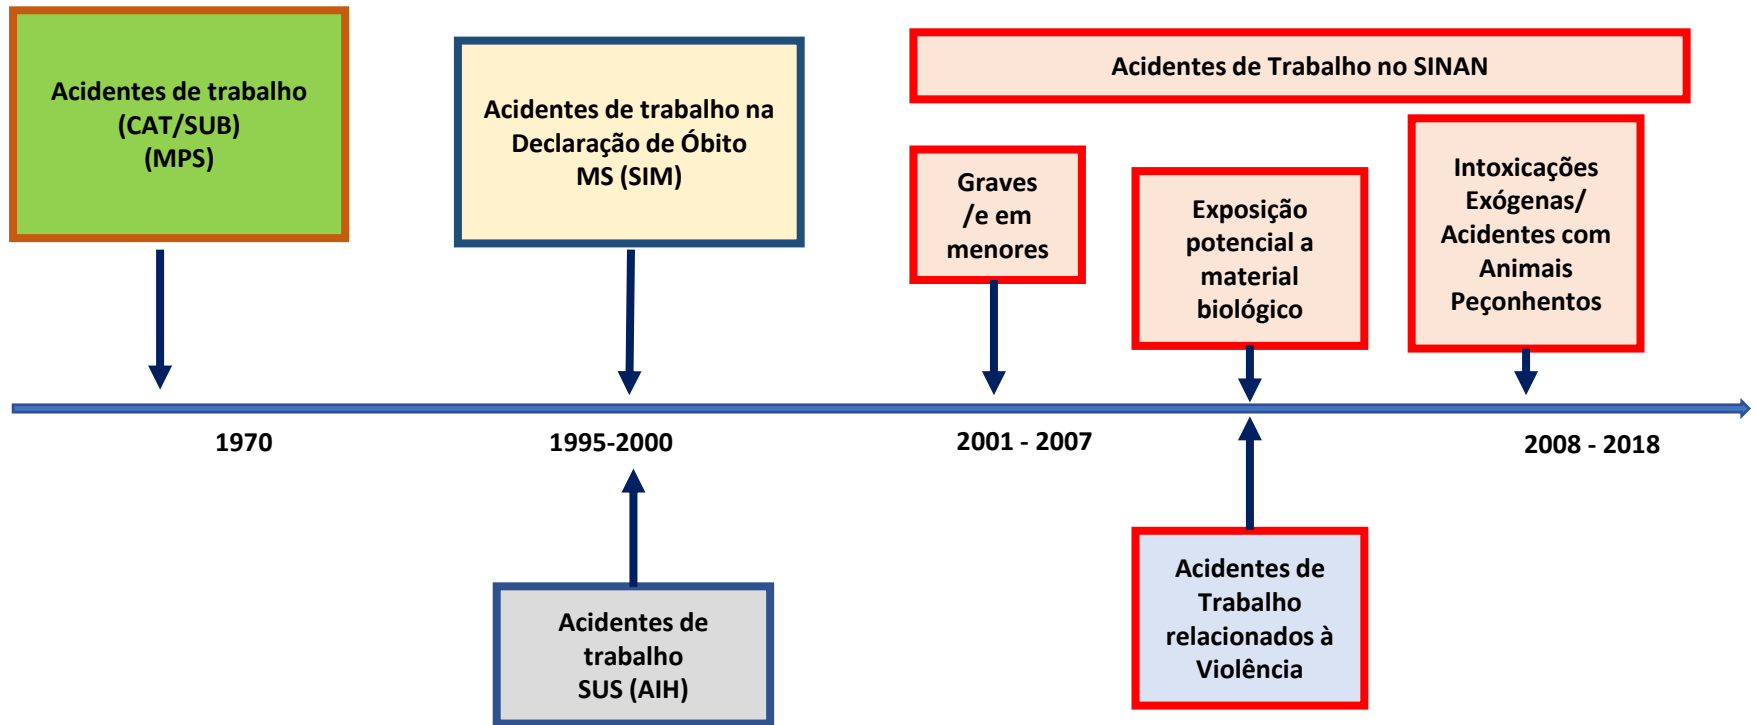 Acidentes de trabalho
(CAT/SUB)
(MPS)
Acidentes de trabalho na
Declaração de Óbito
MS (SIM)
Acidentes de Trabalho no SINAN
Graves
/e em
menores
Exposição
potencial a
material
biológico
Intoxicações
Exógenas/
Acidentes com
Animais
Peçonhentos
1970
1995-2000
2001 - 2007
2008 - 2018
Acidentes de
trabalho
SUS (AIH)
Acidentes de
Trabalho
relacionados à
Violência